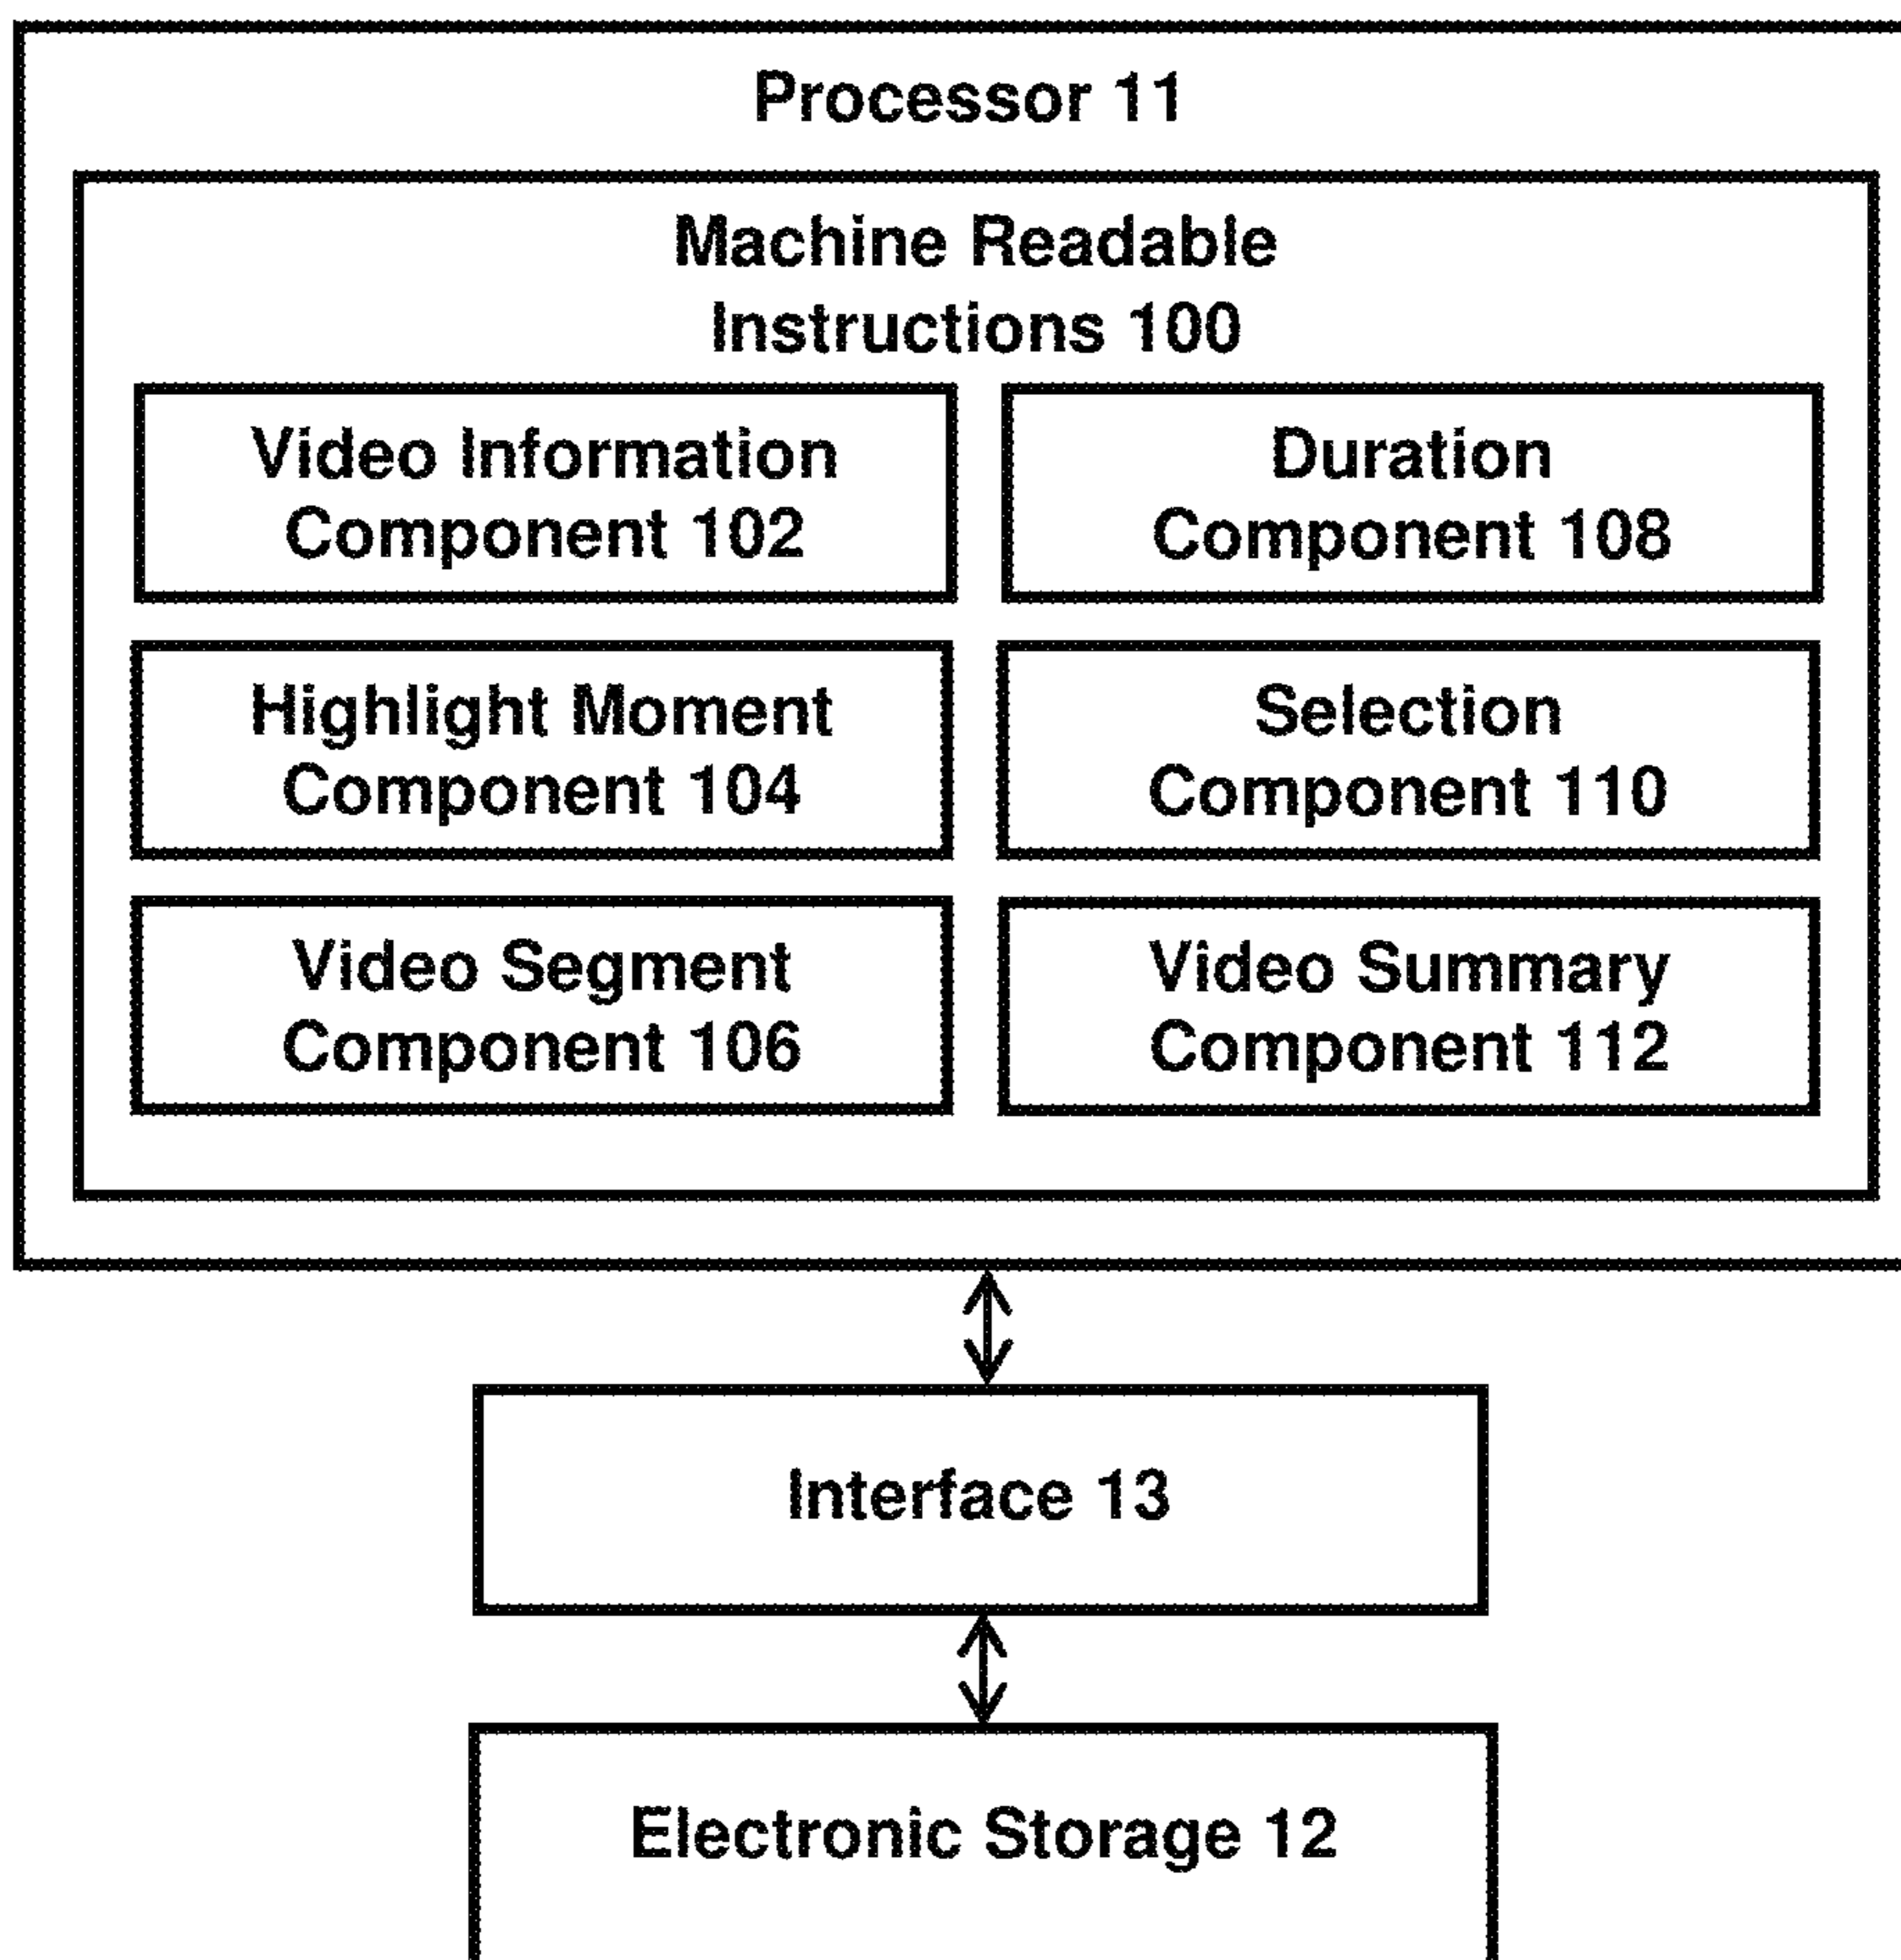 Processor 11
Machine Readable
Instructions 100
Video Information
Component 102
Duration
Component 108
Highlight Moment
Component 104
Selection
Component 110
Video Segment
Component 106
Video Summary
Component 112
Interface 13
Electronic Storage 12